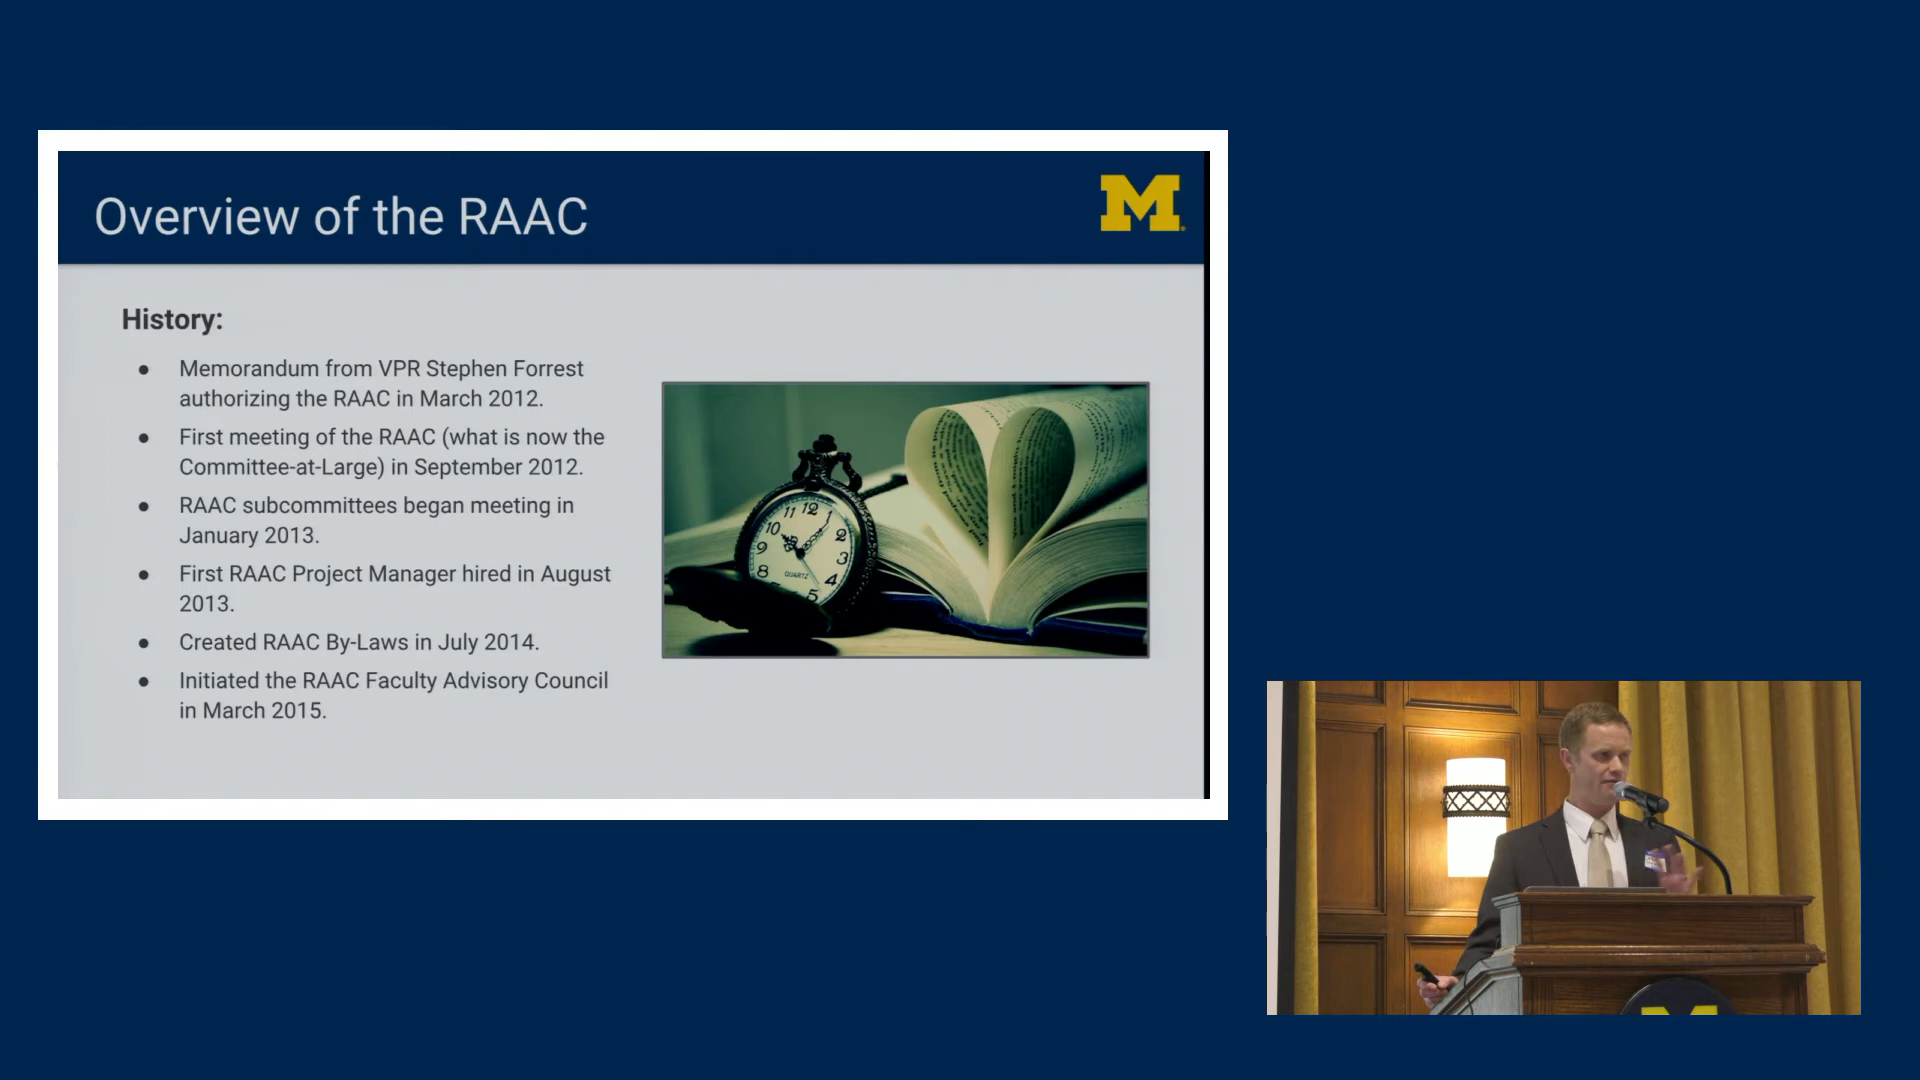 Overview of the RAAC
M
History:
● Memorandum from VPR Stephen Forrest
authorizing the RAAC in March 2012.
● First meeting of the RAAC (what is now the
Committee-at-Large) in September 2012.
● RAAC subcommittees began meeting in
January 2013.
● First RAAC Project Manager hired in August
2013.
● Created RAAC By-Laws in July 2014.
● Initiated the RAAC Faculty Advisory Council
in March 2015.
11 12 1
10 2
9 3
8 4
5
QUARTZ
M